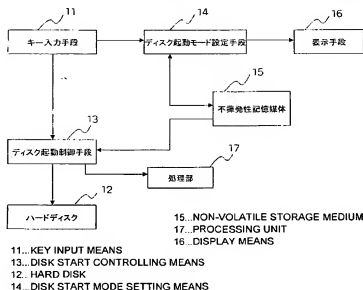 11
キー入力手段
14
ディスク起動モード設定手段
16
表示手段
15
不揮発性記憶媒体
13
ディスク起動制御手段
17
処理部
12
ハードディスク
15...NON-VOLATILE STORAGE MEDIUM
17...PROCESSING UNIT
16...DISPLAY MEANS
11...KEY INPUT MEANS
13...DISK START CONTROLLING MEANS
12...HARD DISK
14...DISK START MODE SETTING MEANS